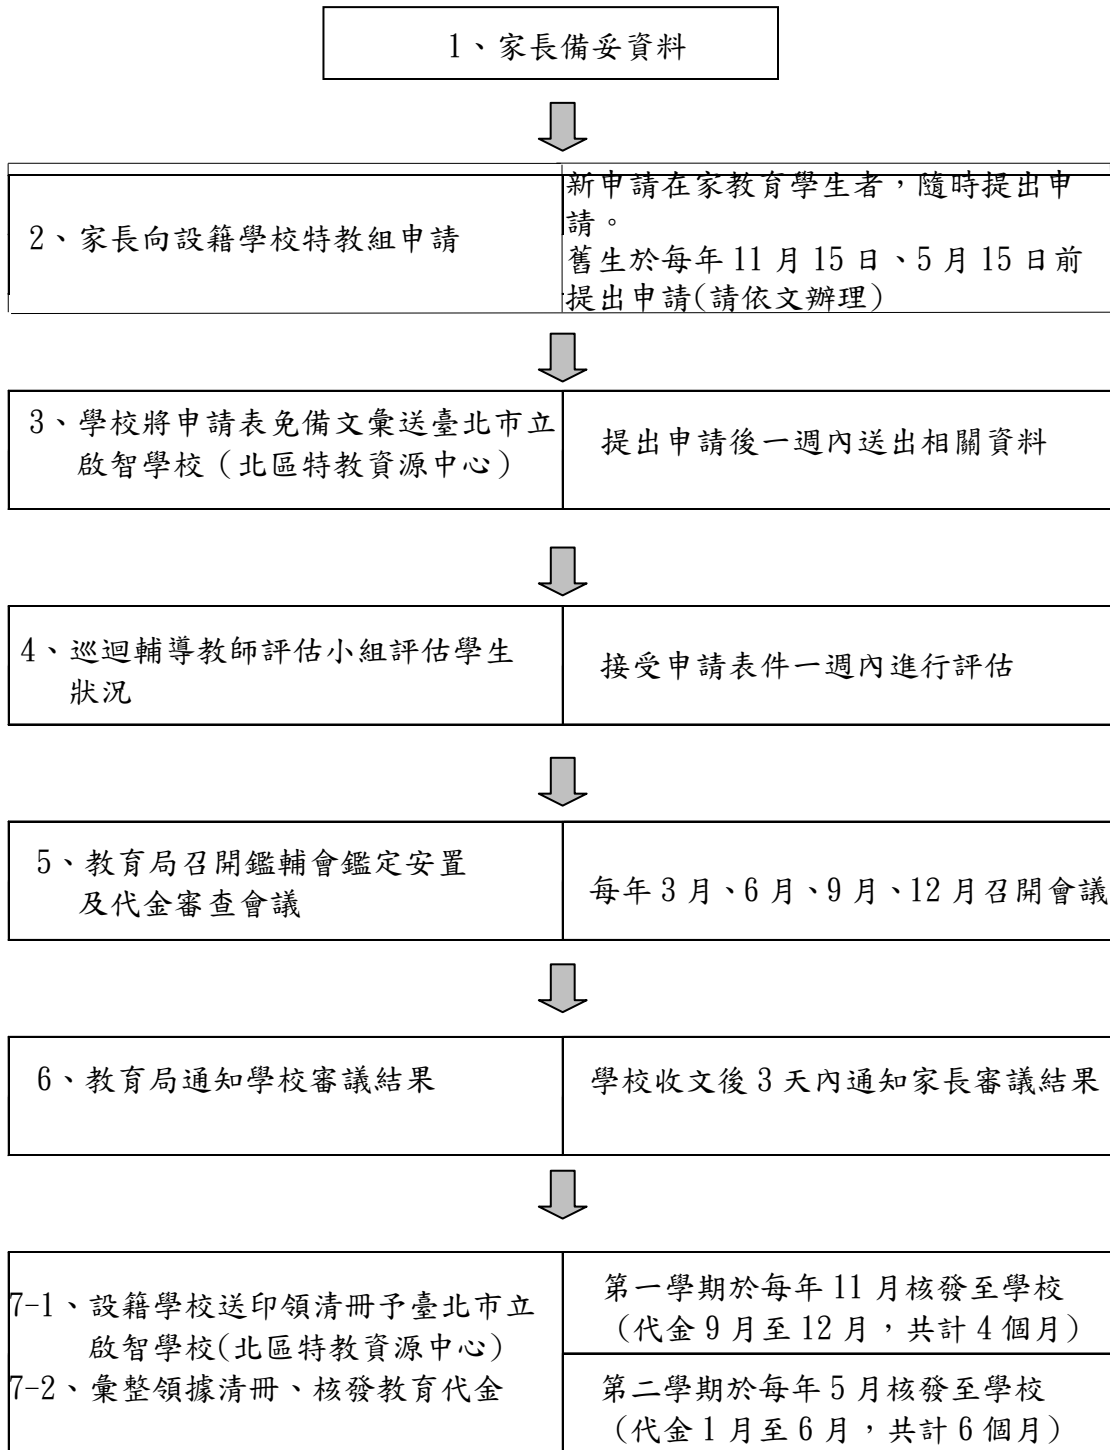 1、家長備妥資料
2、家長向設籍學校特教組申請
新申請在家教育學生者，隨時提出申
請。
舊生於每年 11 月 15 日、5 月 15 日前
提出申請(請依文辦理)
3、學校將申請表免備文彙送臺北市立
啟智學校（北區特教資源中心）
提出申請後一週內送出相關資料
4、巡迴輔導教師評估小組評估學生
狀況
接受申請表件一週內進行評估
5、教育局召開鑑輔會鑑定安置
及代金審查會議
每年 3 月、6 月、9 月、12 月召開會議
6、教育局通知學校審議結果
學校收文後 3 天內通知家長審議結果
7-1、設籍學校送印領清冊予臺北市立
啟智學校(北區特教資源中心)
7-2、彙整領據清冊、核發教育代金
第一學期於每年 11 月核發至學校
（代金 9 月至 12 月，共計 4 個月）
第二學期於每年 5 月核發至學校
（代金 1 月至 6 月，共計 6 個月）